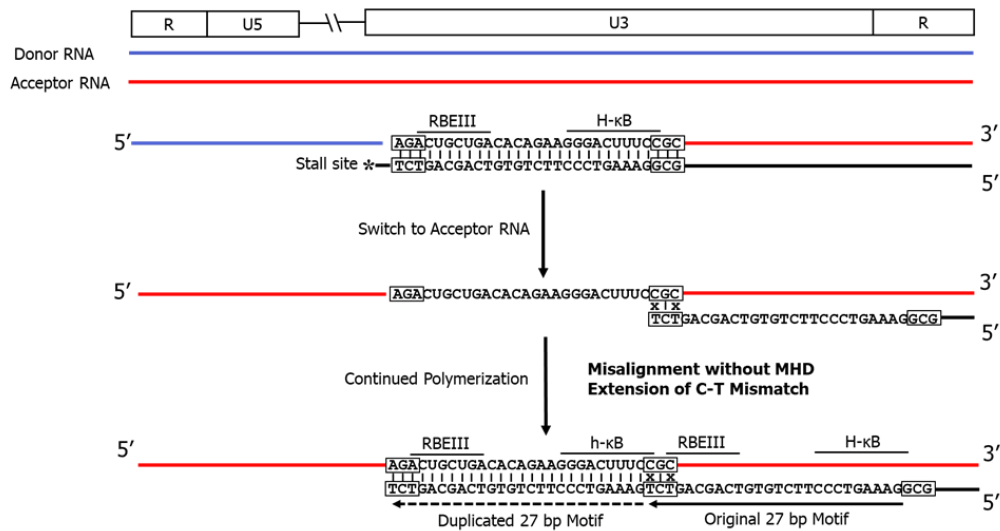 R U5 U3 R
Donor RNA
Acceptor RNA
RBEIII H-κB
5′ AGACUGCUGACACAGAAGGGACUUUCCGC 3′
Stall site * TCTGACGACTGTGTCTTCCCTGAAAGGCG 5′
Switch to Acceptor RNA
5′ AGACUGCUGACACAGAAGGGACUUUCCGC 3′
x x
TCTGACGACTGTGTCTTCCCTGAAAGGCG 5′
Continued Polymerization
Misalignment without MHD
Extension of C-T Mismatch
RBEIII h-κB RBEIII H-κB
5′ AGACUGCUGACACAGAAGGGACUUUCCGC 3′
x x
TCTGACGACTGTGTCTTCCCTGAAAGTCTGACGACTGTGTCTTCCCTGAAAGGCG 5′
Duplicated 27 bp Motif Original 27 bp Motif